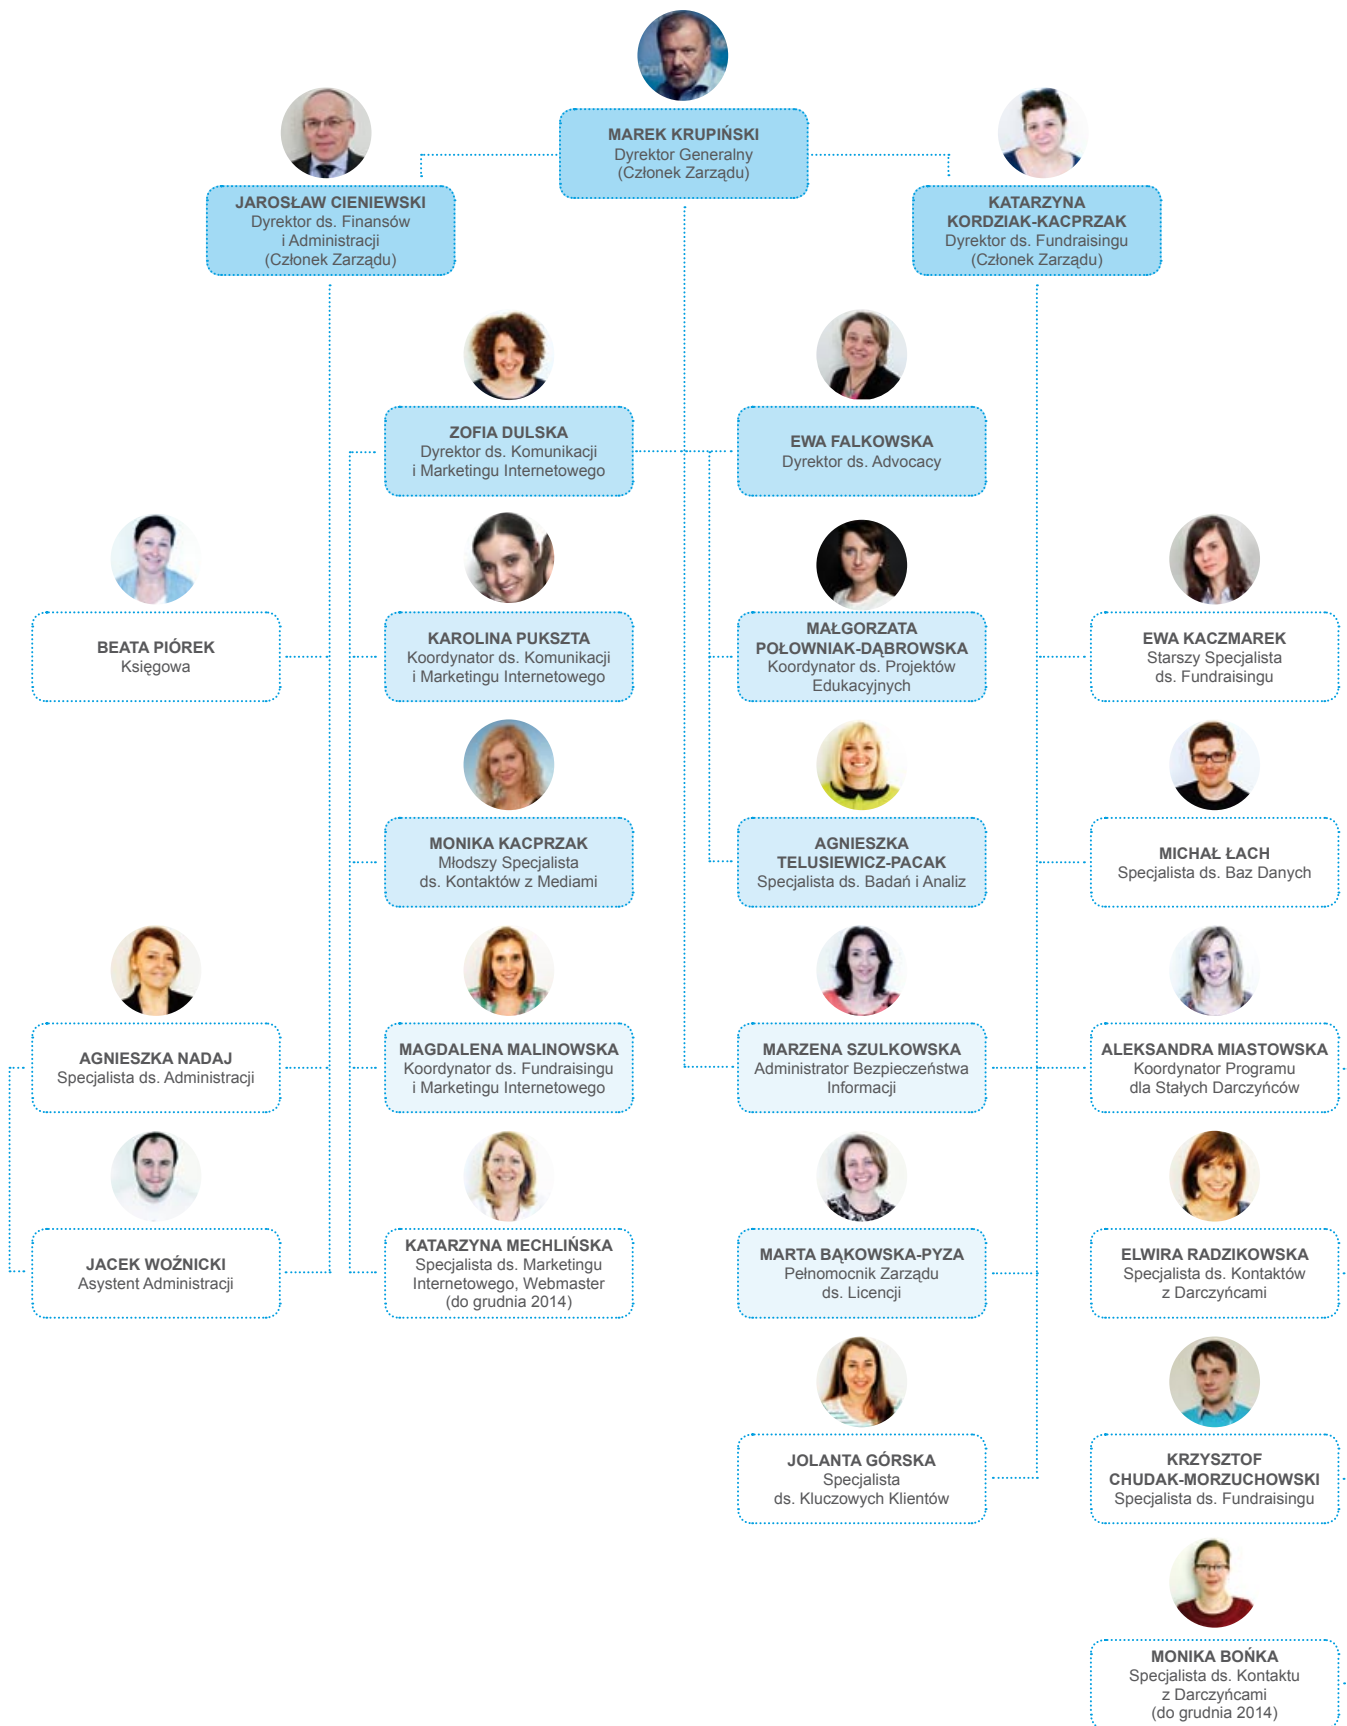 MAREK KRUPIŃSKI
Dyrektor Generalny
(Członek Zarządu)
JAROSŁAW CIENIEWSKI
Dyrektor ds. Finansów
i Administracji
(Członek Zarządu)
KATARZYNA
KORDZIAK-KACPRZAK
Dyrektor ds. Fundraisingu
(Członek Zarządu)
ZOFIA DULSKA
Dyrektor ds. Komunikacji
i Marketingu Internetowego
EWA FALKOWSKA
Dyrektor ds. Advocacy
BEATA PIÓREK
Księgowa
KAROLINA PUKSZTA
Koordynator ds. Komunikacji
i Marketingu Internetowego
MAŁGORZATA
POŁOWNIAK-DĄBROWSKA
Koordynator ds. Projektów
Edukacyjnych
EWA KACZMAREK
Starszy Specjalista
ds. Fundraisingu
MONIKA KACPRZAK
Młodszy Specjalista
ds. Kontaktów z Mediami
AGNIESZKA
TELUSIEWICZ-PACAK
Specjalista ds. Badań i Analiz
MICHAŁ ŁACH
Specjalista ds. Baz Danych
AGNIESZKA NADAJ
Specjalista ds. Administracji
MAGDALENA MALINOWSKA
Koordynator ds. Fundraisingu
i Marketingu Internetowego
MARZENA SZULKOWSKA
Administrator Bezpieczeństwa
Informacji
ALEKSANDRA MIASTOWSKA
Koordynator Programu
dla Stałych Darczyńców
JACEK WOŹNICKI
Asystent Administracji
KATARZYNA MECHLIŃSKA
Specjalista ds. Marketingu
Internetowego, Webmaster
(do grudnia 2014)
MARTA BĄKOWSKA-PYZA
Pełnomocnik Zarządu
ds. Licencji
ELWIRA RADZIKOWSKA
Specjalista ds. Kontaktów
z Darczyńcami
JOLANTA GÓRSKA
Specjalista
ds. Kluczowych Klientów
KRZYSZTOF
CHUDAK-MORZUCHOWSKI
Specjalista ds. Fundraisingu
MONIKA BOŃKA
Specjalista ds. Kontaktu
z Darczyńcami
(do grudnia 2014)